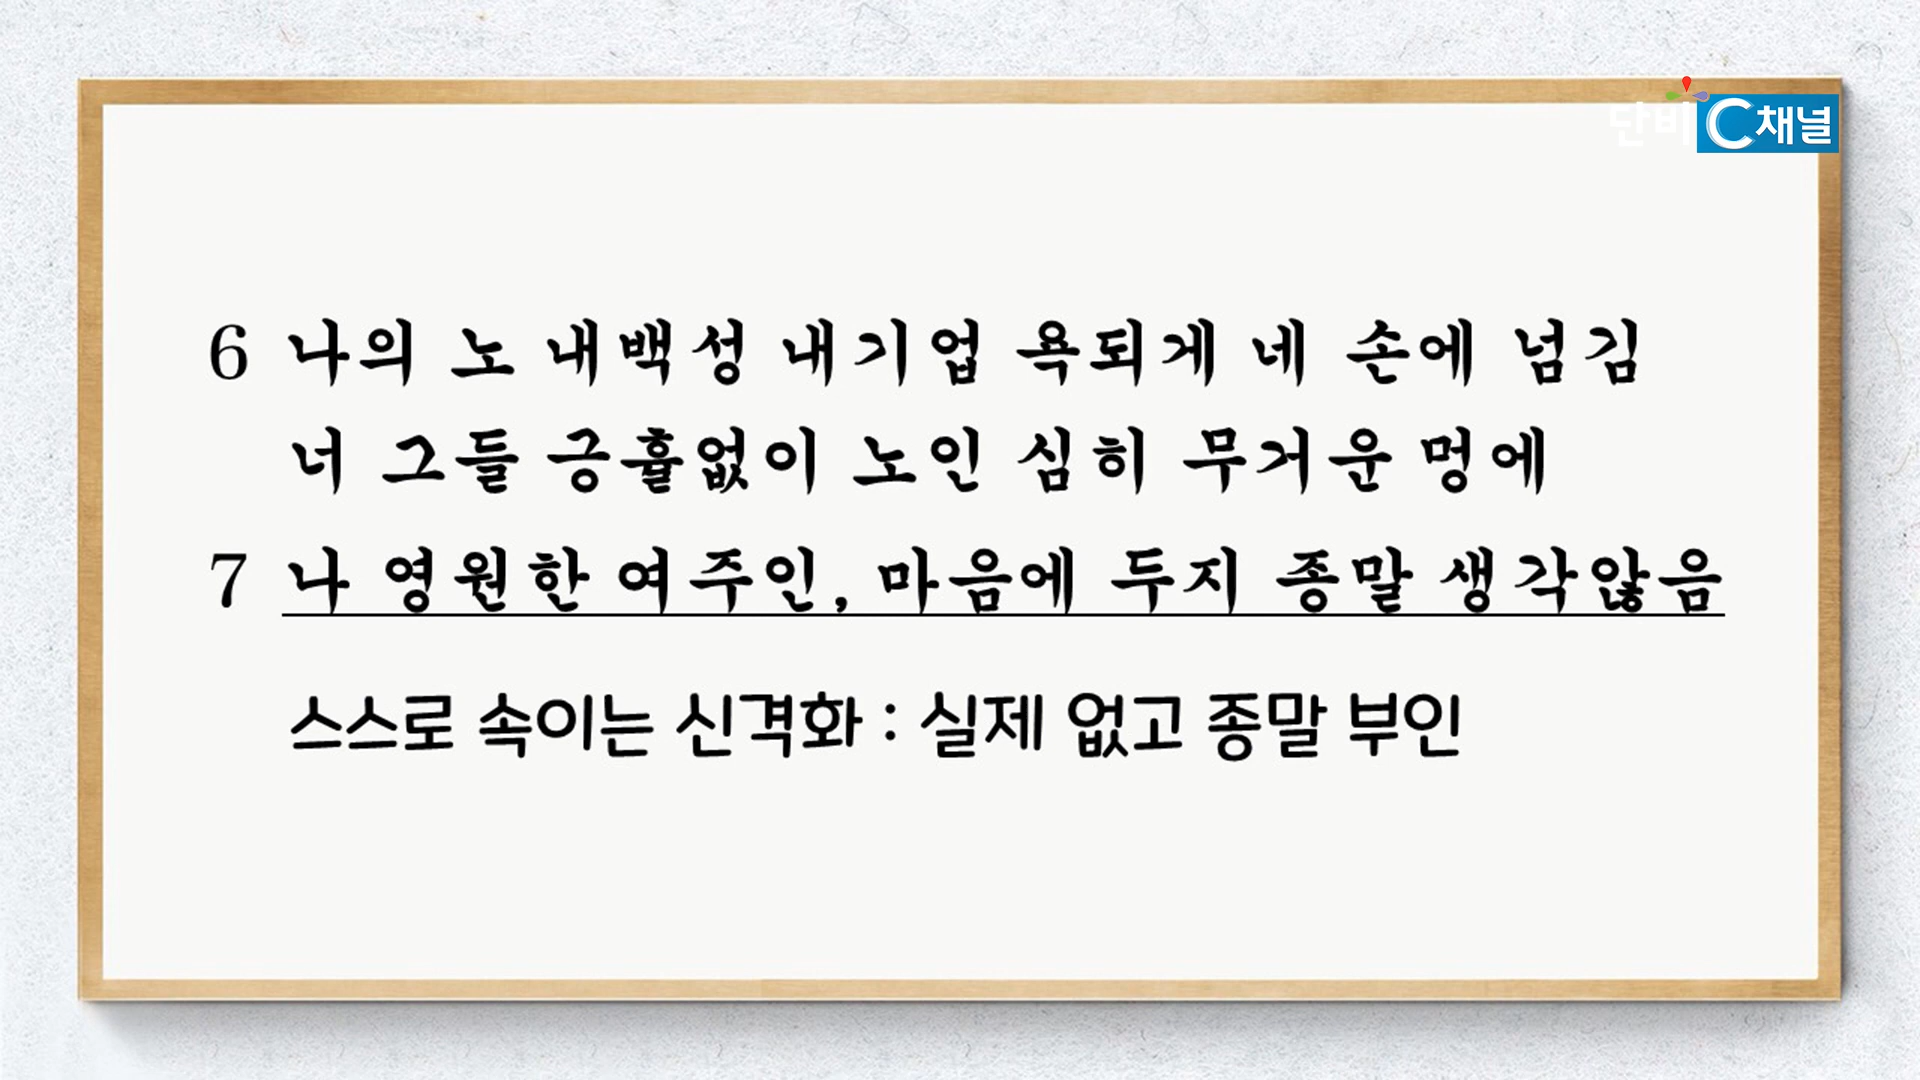 단비 C채널
6 나의 노 내백성 내기업 욕되게 네 손에 넘김
너 그들 긍휼없이 노인 심히 무거운 멍에
7 나 영원한 여주인, 마음에 두지 종말 생각않음
스스로 속이는 신격화 : 실제 없고 종말 부인